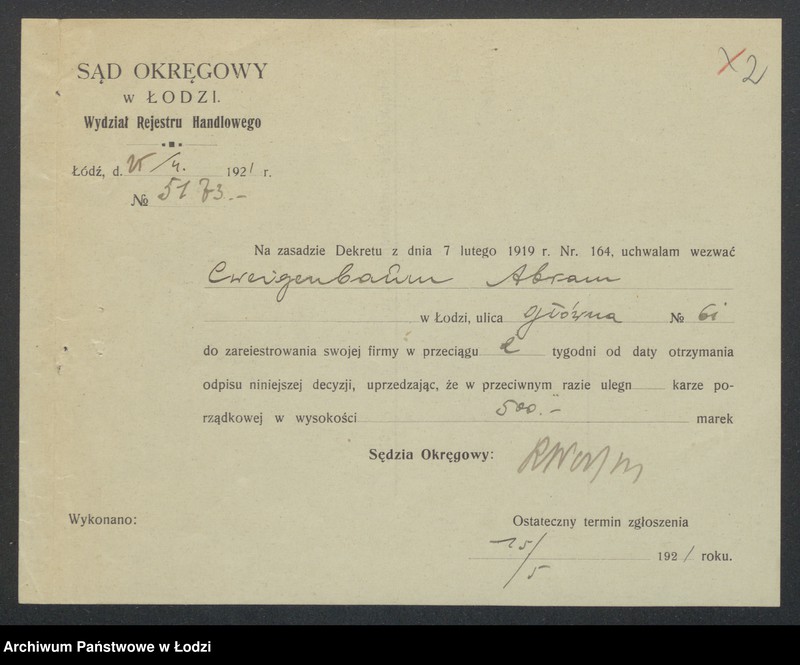 2
SĄD OKRĘGOWY
w ŁODZI.
Wydział Rejestru Handlowego
Łódź, d. /4. 1921 r.
№ 5173.-
Na zasadzie Dekretu z dnia 7 lutego 1919 r. Nr. 164, uchwalam wezwać
Cweigenbaum Abram
w Łodzi, ulica Główna № 61
do zareiestrowania swojej firmy w przeciągu 2 tygodni od daty otrzymania
odpisu niniejszej decyzji, uprzedzając, że w przeciwnym razie ulegn karze po-
rządkowej w wysokości 500.- marek
Sędzia Okręgowy:
Wykonano:
Ostateczny termin zgłoszenia
15/5 1921 roku.
Archiwum Państwowe w Łodzi